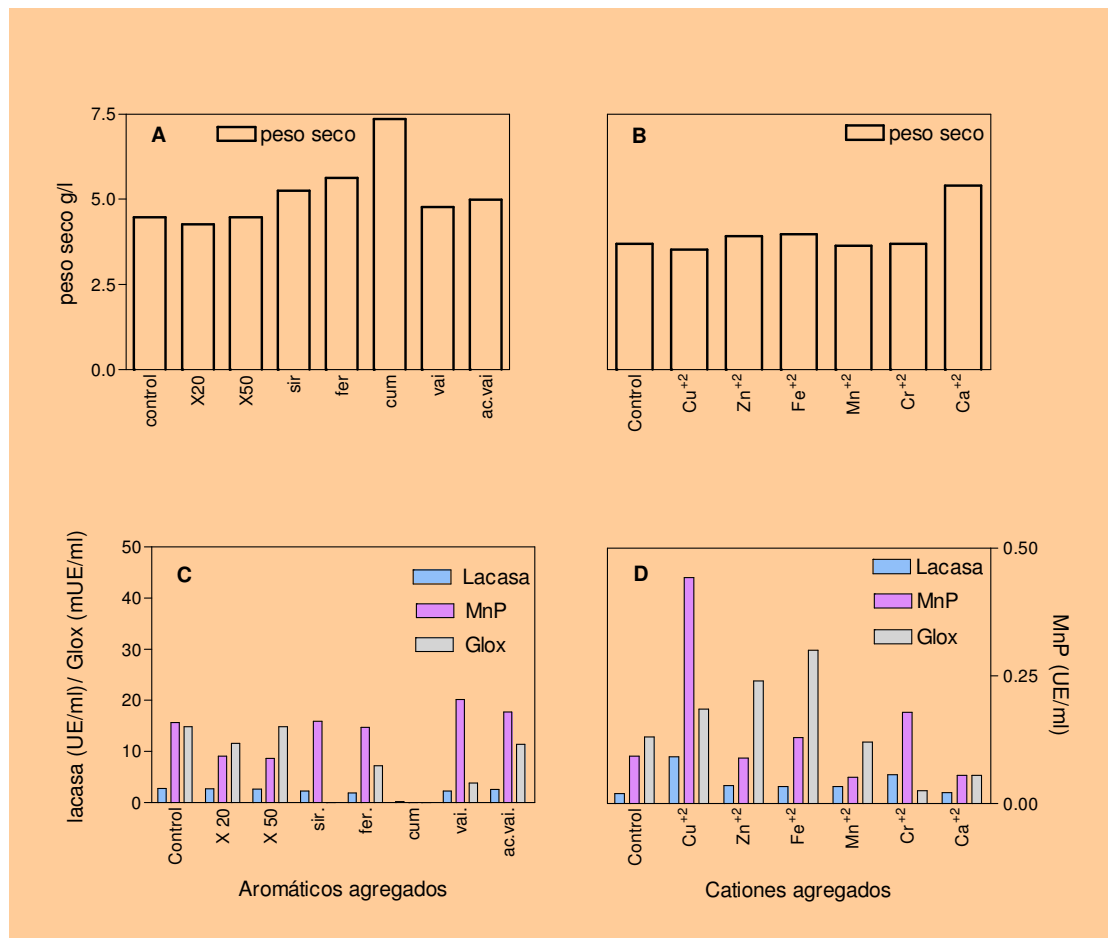 A
peso seco
7.5
5.0
2.5
0.0
peso seco g/l
control
X20
X50
sir
fer
cum
vai
ac.vai
B
peso seco
Control
Cu+2
Zn+2
Fe+2
Mn+2
Cr+2
Ca+2
C
Lacasa
MnP
Glox
50
40
30
20
10
0
lacasa (UE/ml)/ Glox (mUE/ml)
Control
X 20
X 50
sir.
fer.
cum
vai.
ac.vai.
Aromáticos agregados
D
Lacasa
MnP
Glox
0.50
0.25
0.00
MnP (UE/ml)
Control
Cu+2
Zn+2
Fe+2
Mn+2
Cr+2
Ca+2
Cationes agregados